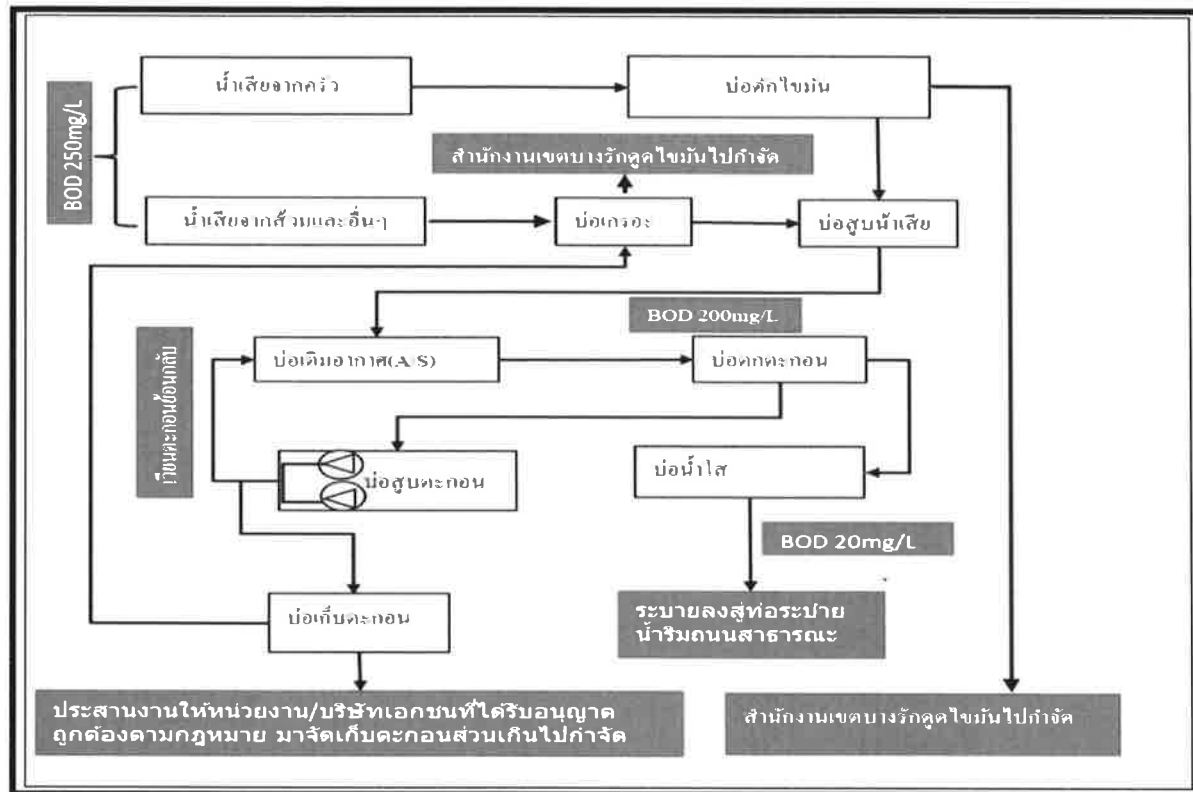 น้ำเสียจากครัว
บ่อดักไขมัน
BOD 250mg/L
สำนักงานเขตบางรักดูดไขมันไปกำจัด
น้ำเสียจากส้วมและอื่นๆ
บ่อเกรอะ
บ่อสูบน้ำเสีย
BOD 200mg/L
บ่อเติมอากาศ(A/S)
บ่อตกตะกอน
เวียนตะกอนย้อนกลับ
บ่อสูบตะกอน
บ่อน้ำใส
BOD 20mg/L
บ่อเก็บตะกอน
ระบายลงสู่ท่อระบาย
น้ำริมถนนสาธารณะ
ประสานงานให้หน่วยงาน/บริษัทเอกชนที่ได้รับอนุญาต
ถูกต้องตามกฎหมาย มาจัดเก็บตะกอนส่วนเกินไปกำจัด
สำนักงานเขตบางรักดูดไขมันไปกำจัด